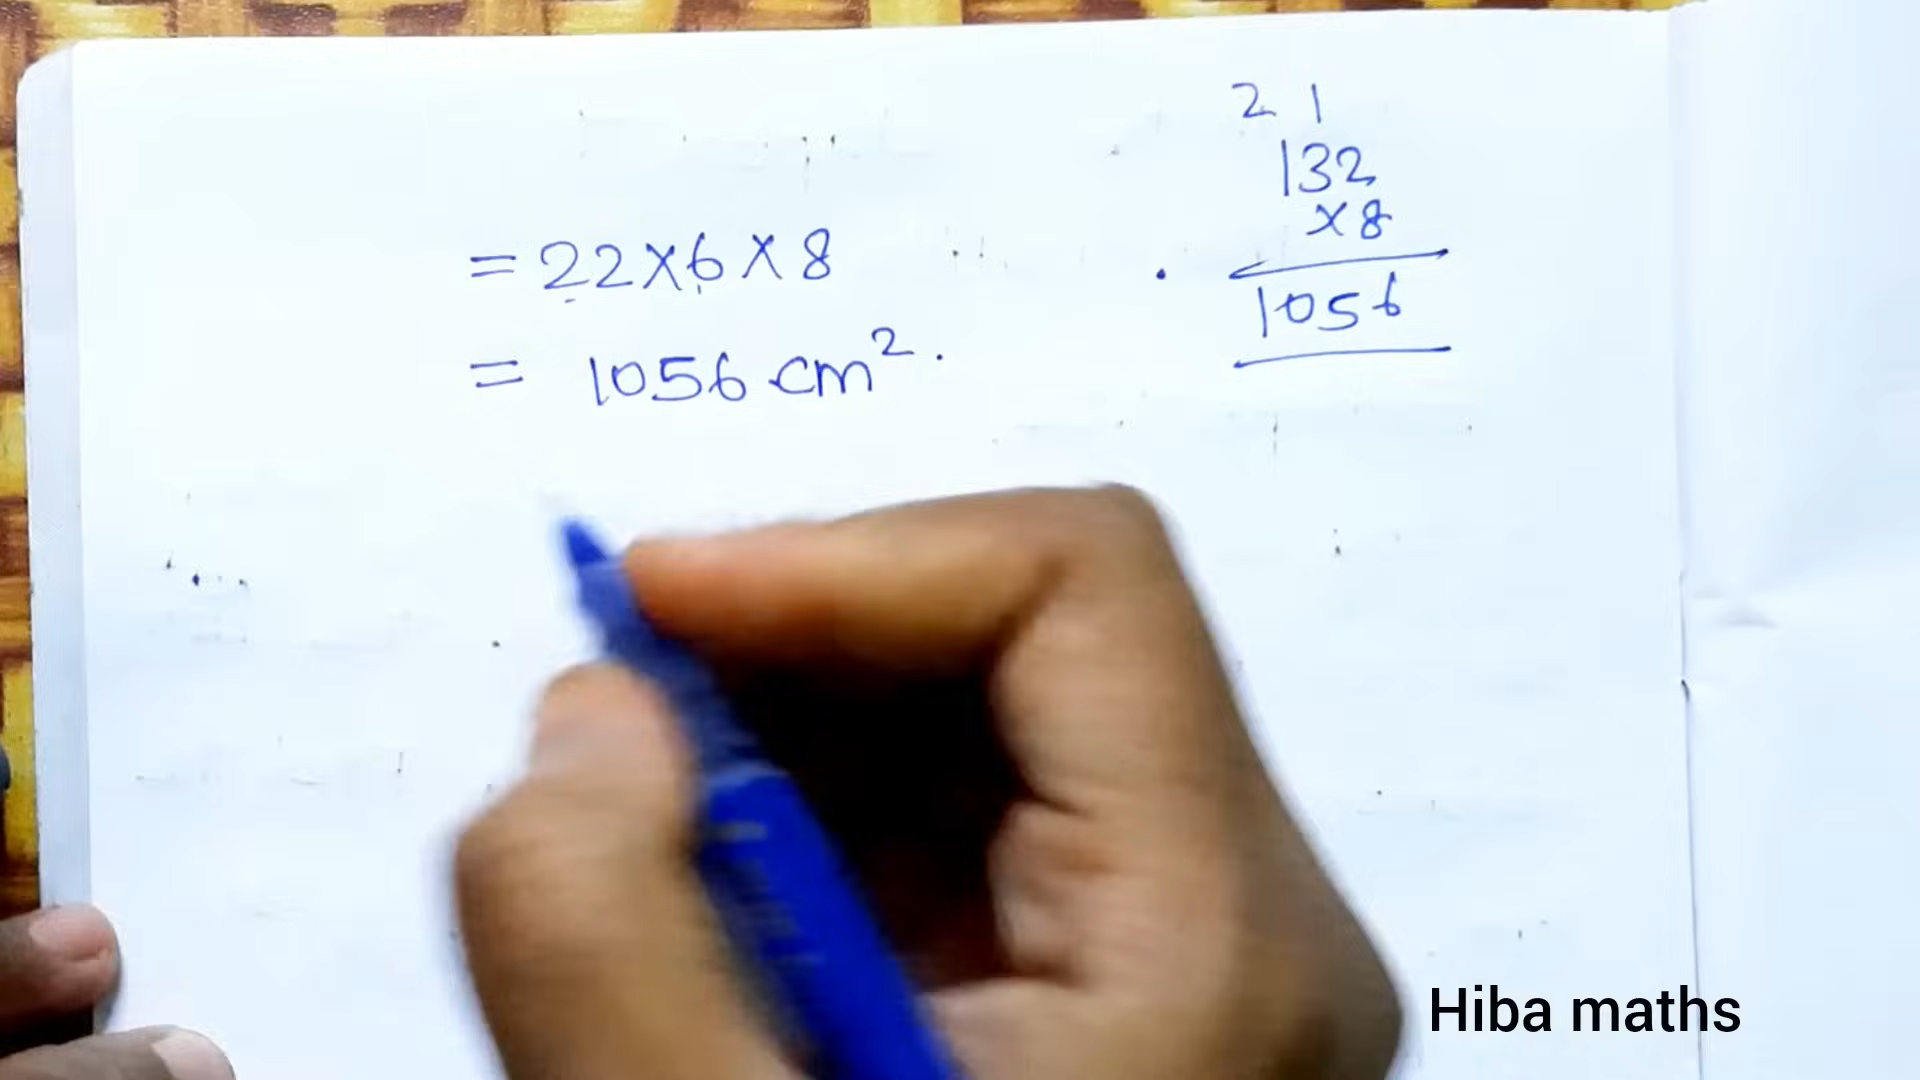 = 22 × 6 × 8
= 1056 cm².
2 1
132
× 8
1056
Hiba maths